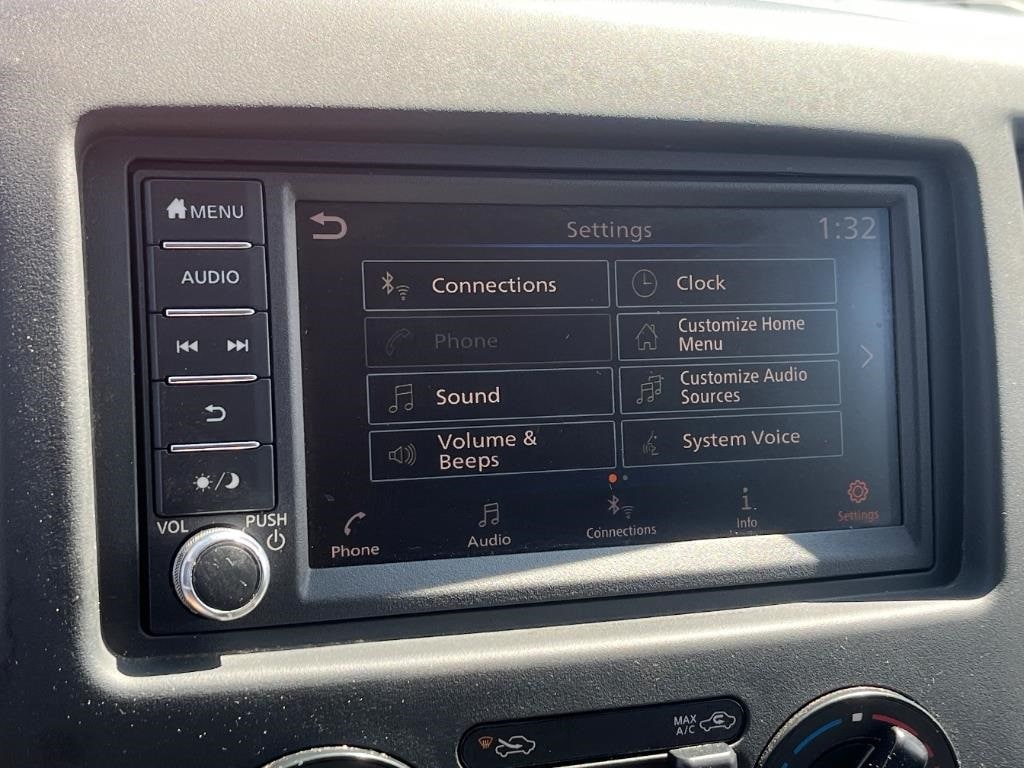 MENU
AUDIO
VOL
PUSH
Settings
1:32
Connections
Clock
Phone
Customize Home
Menu
Sound
Customize Audio
Sources
Volume &
Beeps
System Voice
Phone
Audio
Connections
Info
Settings
MAX
A/C